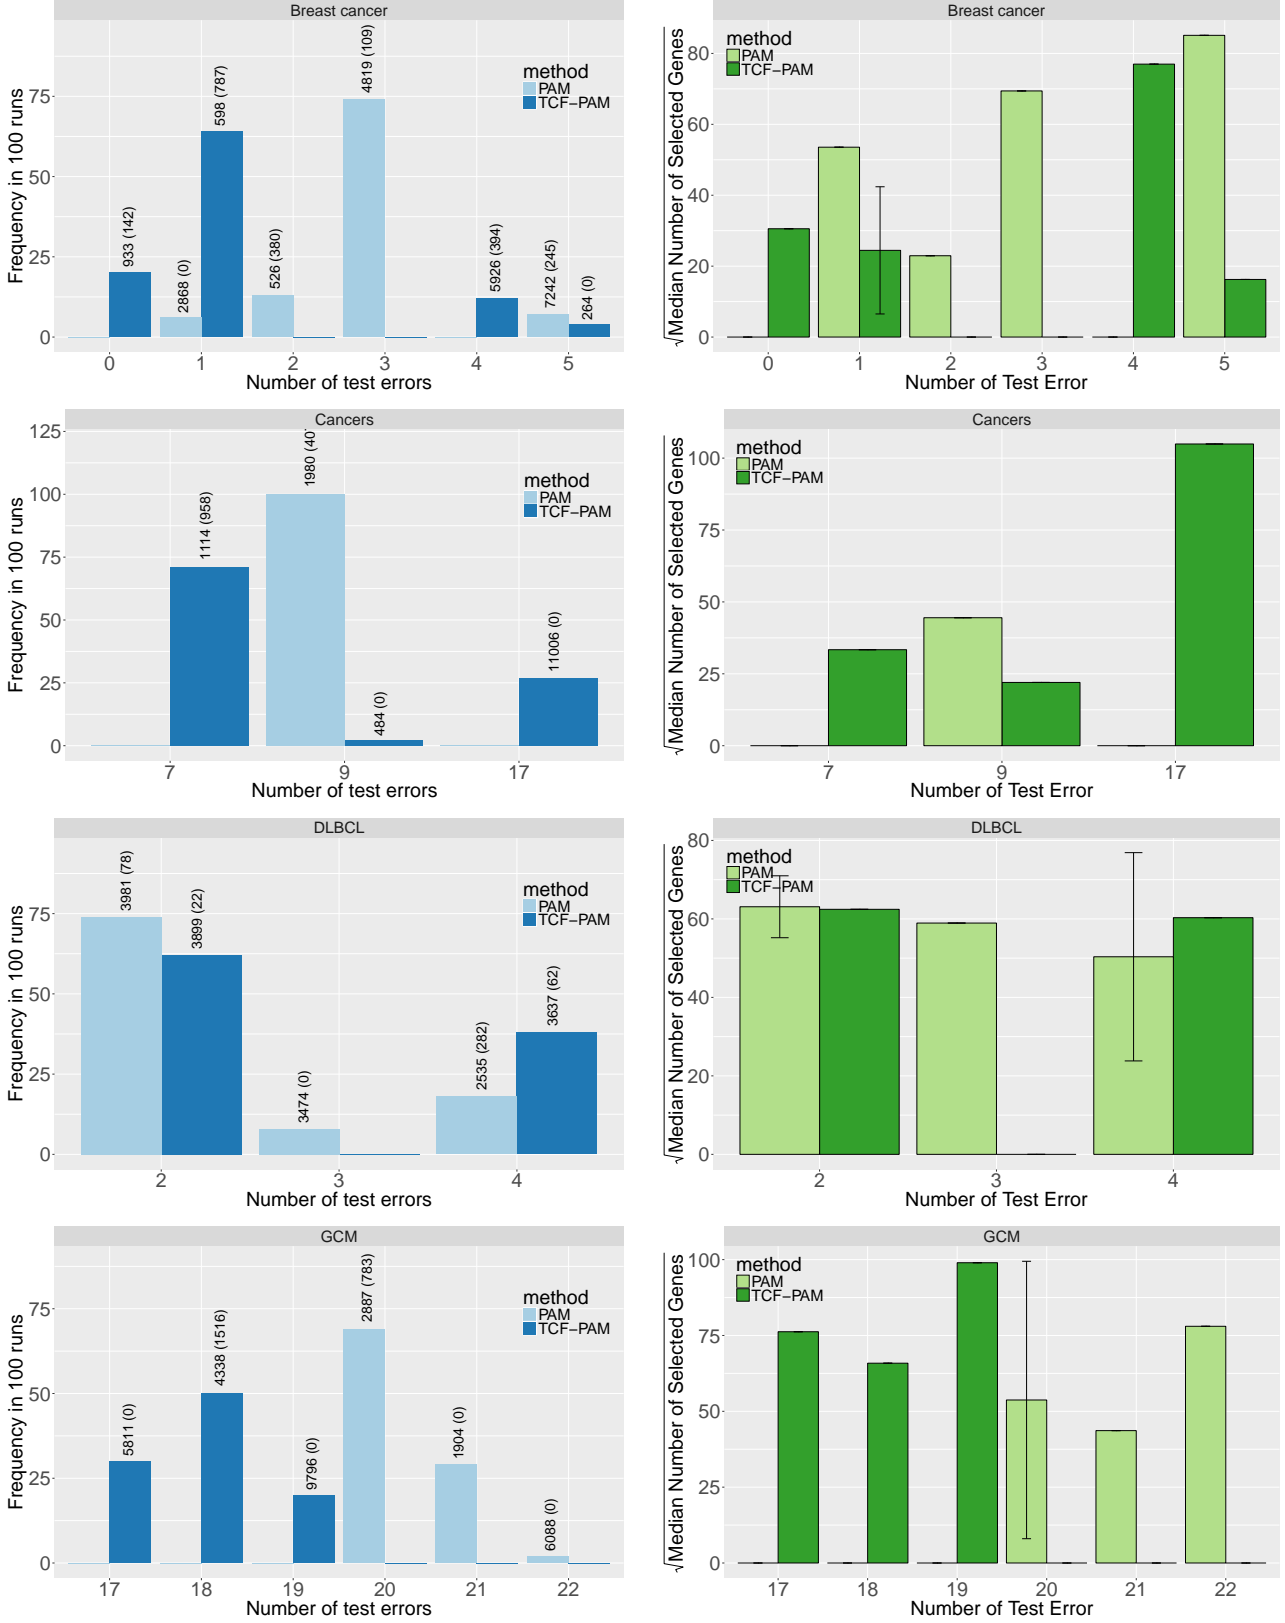 Breast cancer
Frequency in 100 runs
75
50
25
0
933 (142)
2868 (0)
598 (787)
526 (380)
4819 (109)
5926 (394)
7242 (245)
264 (0)
method
PAM
TCF−PAM
0 1 2 3 4 5
Number of test errors
Breast cancer
√Median Number of Selected Genes
80
60
40
20
0
method
PAM
TCF−PAM
0 1 2 3 4 5
Number of Test Error
Cancers
Frequency in 100 runs
125
100
75
50
25
0
1114 (958)
1980 (40
484 (0)
11006 (0)
method
PAM
TCF−PAM
7 9 17
Number of test errors
Cancers
√Median Number of Selected Genes
100
75
50
25
0
method
PAM
TCF−PAM
7 9 17
Number of Test Error
DLBCL
Frequency in 100 runs
75
50
25
0
3981 (78)
3899 (22)
3474 (0)
2535 (282)
3637 (62)
method
PAM
TCF−PAM
2 3 4
Number of test errors
DLBCL
√Median Number of Selected Genes
80
60
40
20
0
method
PAM
TCF−PAM
2 3 4
Number of Test Error
GCM
Frequency in 100 runs
75
50
25
0
5811 (0)
4338 (1516)
9796 (0)
2887 (783)
1904 (0)
6088 (0)
method
PAM
TCF−PAM
17 18 19 20 21 22
Number of test errors
GCM
√Median Number of Selected Genes
100
75
50
25
0
method
PAM
TCF−PAM
17 18 19 20 21 22
Number of Test Error